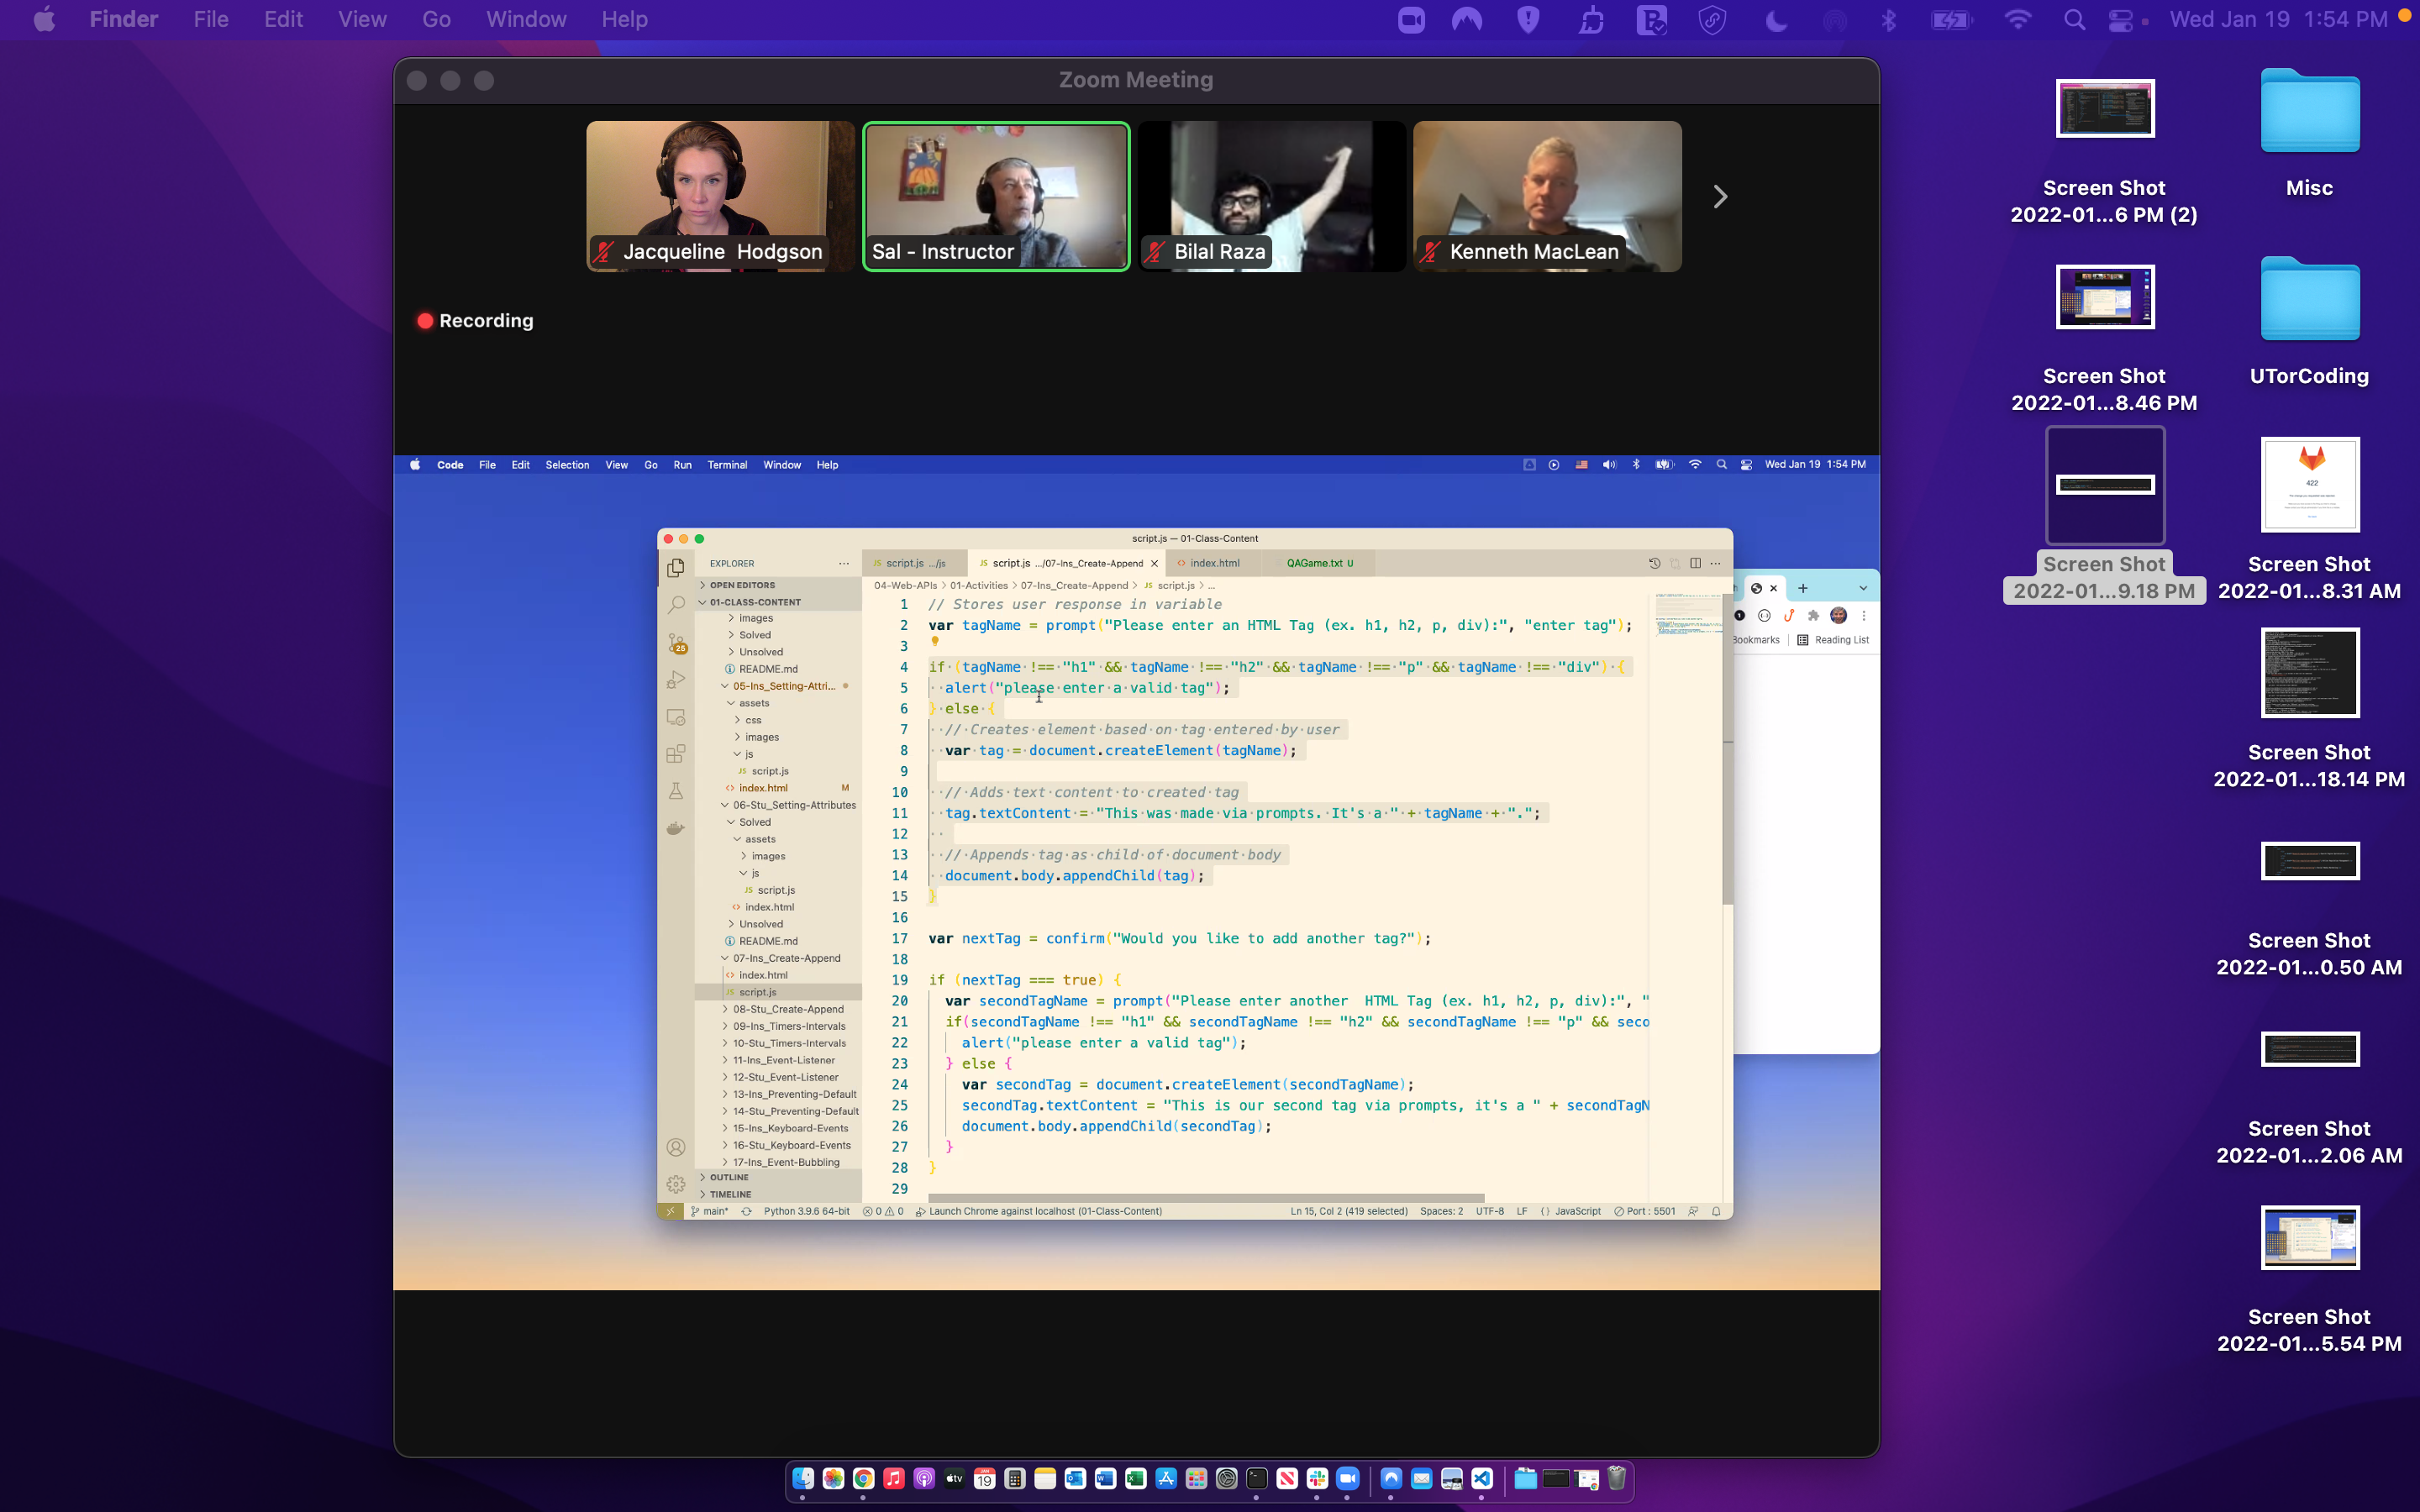 Finder File Edit View Go Window Help
Wed Jan 19 1:54 PM
Zoom Meeting
Jacqueline Hodgson
Sal - Instructor
Bilal Raza
Kenneth MacLean
Recording
Code File Edit Selection View Go Run Terminal Window Help
Wed Jan 19 1:54 PM
script.js — 01-Class-Content
EXPLORER
JS script.js .../js
JS script.js .../07-Ins_Create-Append
index.html
QAGame.txt U
04-Web-APIs > 01-Activities > 07-Ins_Create-Append > JS script.js > ...
OPEN EDITORS
01-CLASS-CONTENT
images
Solved
Unsolved
README.md
05-Ins_Setting-Attri...
assets
css
images
js
JS script.js
index.html M
06-Stu_Setting-Attributes
Solved
assets
images
js
JS script.js
index.html
Unsolved
README.md
07-Ins_Create-Append
index.html
JS script.js
08-Stu_Create-Append
09-Ins_Timers-Intervals
10-Stu_Timers-Intervals
11-Ins_Event-Listener
12-Stu_Event-Listener
13-Ins_Preventing-Default
14-Stu_Preventing-Default
15-Ins_Keyboard-Events
16-Stu_Keyboard-Events
17-Ins_Event-Bubbling
OUTLINE
TIMELINE
1 // Stores user response in variable
2 var tagName = prompt("Please enter an HTML Tag (ex. h1, h2, p, div):", "enter tag");
3
4 if (tagName !== "h1" && tagName !== "h2" && tagName !== "p" && tagName !== "div") {
5 alert("please enter a valid tag");
6 } else {
7 // Creates element based on tag entered by user
8 var tag = document.createElement(tagName);
9
10 // Adds text content to created tag
11 tag.textContent = "This was made via prompts. It's a " + tagName + ".";
12
13 // Appends tag as child of document body
14 document.body.appendChild(tag);
15 }
16
17 var nextTag = confirm("Would you like to add another tag?");
18
19 if (nextTag === true) {
20 var secondTagName = prompt("Please enter another  HTML Tag (ex. h1, h2, p, div):", "
21 if(secondTagName !== "h1" && secondTagName !== "h2" && secondTagName !== "p" && seco
22 alert("please enter a valid tag");
23 } else {
24 var secondTag = document.createElement(secondTagName);
25 secondTag.textContent = "This is our second tag via prompts, it's a " + secondTagN
26 document.body.appendChild(secondTag);
27 }
28 }
29
25
main* Python 3.9.6 64-bit 0 0 Launch Chrome against localhost (01-Class-Content)
Ln 15, Col 2 (419 selected) Spaces: 2 UTF-8 LF {} JavaScript Port : 5501
Bookmarks Reading List
Screen Shot
2022-01...6 PM (2)
Misc
Screen Shot
2022-01...8.46 PM
UTorCoding
Screen Shot
2022-01...9.18 PM
422
Screen Shot
2022-01...8.31 AM
Screen Shot
2022-01...18.14 PM
Screen Shot
2022-01...0.50 AM
Screen Shot
2022-01...2.06 AM
Screen Shot
2022-01...5.54 PM
tv
19